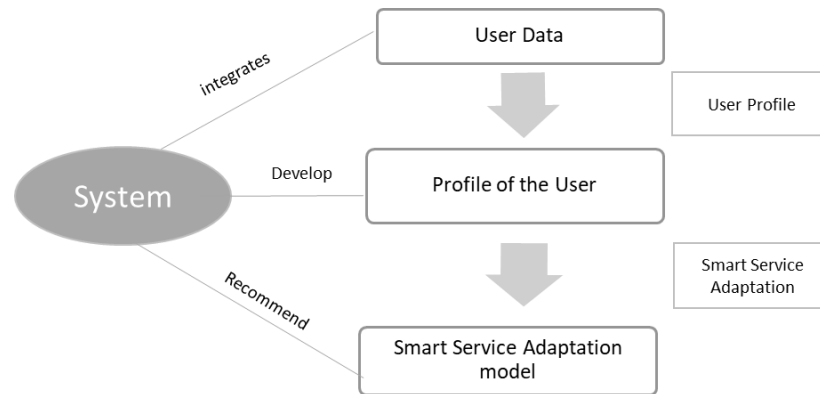 User Data
integrates
User Profile
Develop
Profile of the User
System
Smart Service
Adaptation
Recommend
Smart Service Adaptation
model